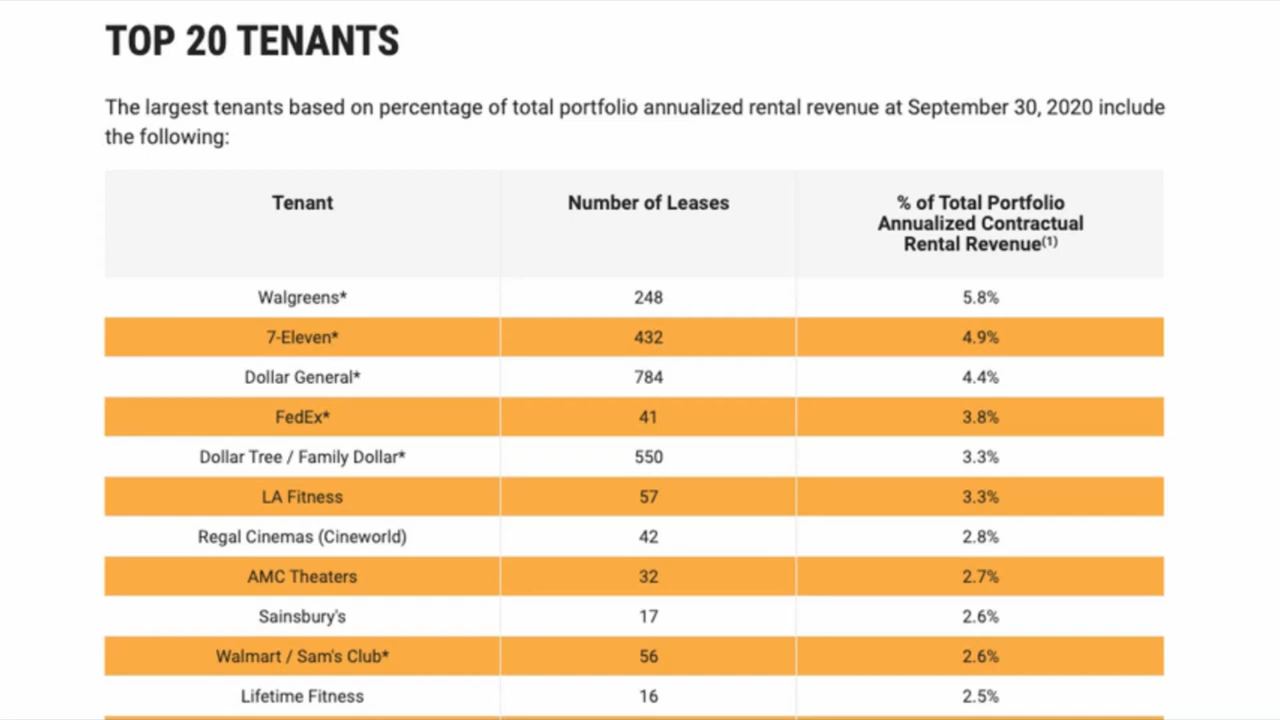 TOP 20 TENANTS
The largest tenants based on percentage of total portfolio annualized rental revenue at September 30, 2020 include
the following:
Tenant Number of Leases % of Total Portfolio
Annualized Contractual
Rental Revenue(1)
Walgreens* 248 5.8%
7-Eleven* 432 4.9%
Dollar General* 784 4.4%
FedEx* 41 3.8%
Dollar Tree / Family Dollar* 550 3.3%
LA Fitness 57 3.3%
Regal Cinemas (Cineworld) 42 2.8%
AMC Theaters 32 2.7%
Sainsbury's 17 2.6%
Walmart / Sam's Club* 56 2.6%
Lifetime Fitness 16 2.5%